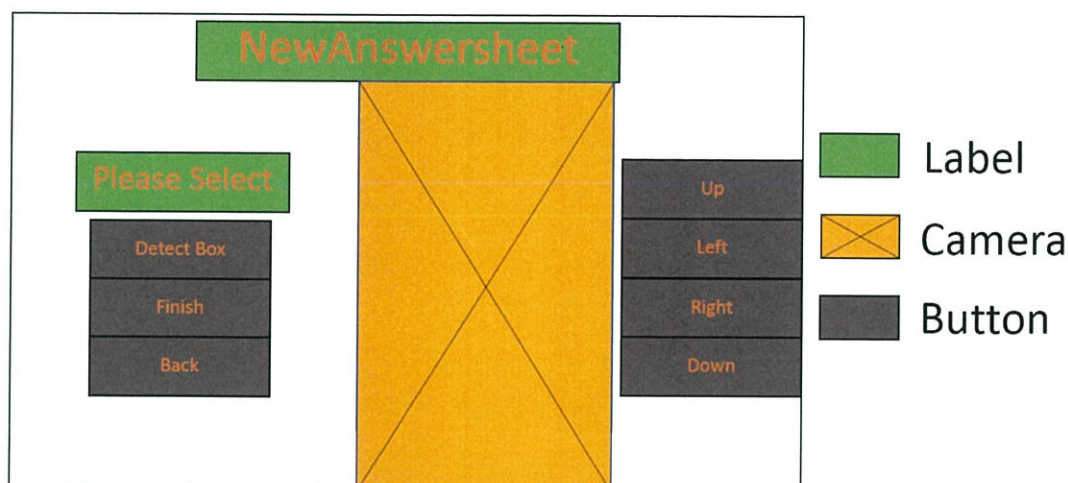 NewAnswersheet
Please Select
Detect Box
Finish
Back
Up
Left
Right
Down
Label
Camera
Button